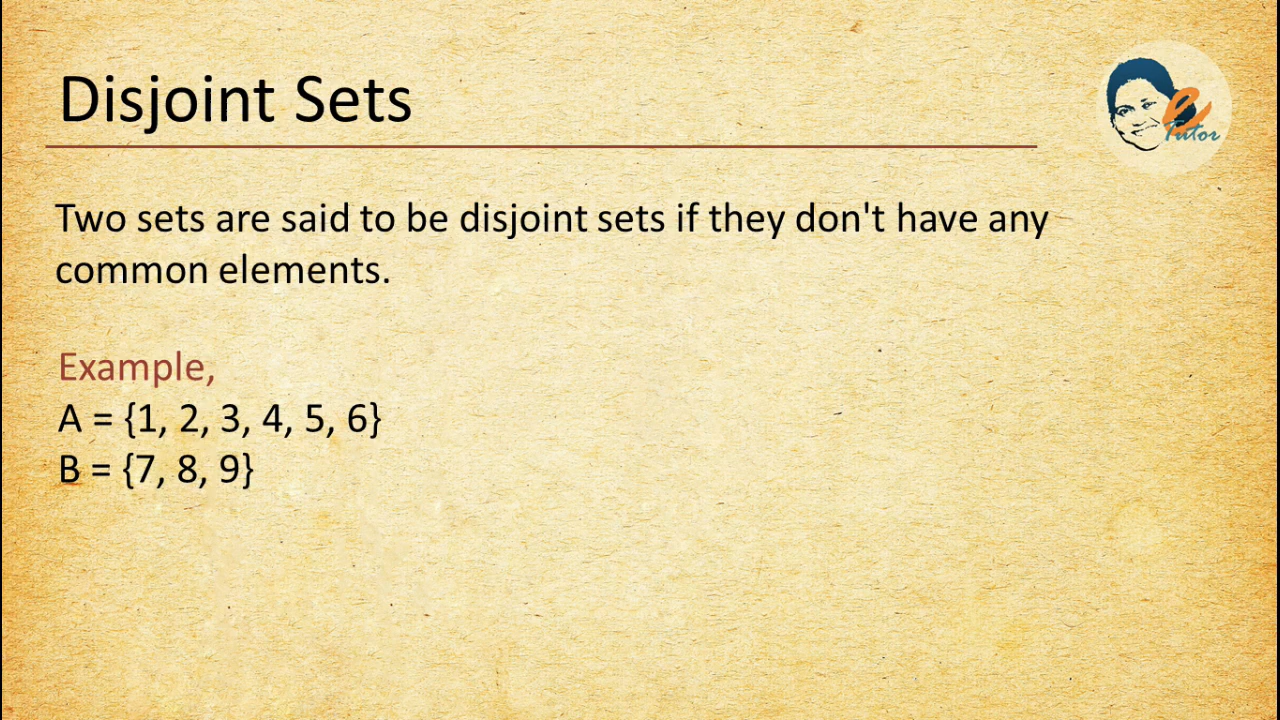 Disjoint Sets
e
Tutor
Two sets are said to be disjoint sets if they don't have any
common elements.
Example,
A = {1, 2, 3, 4, 5, 6}
B = {7, 8, 9}